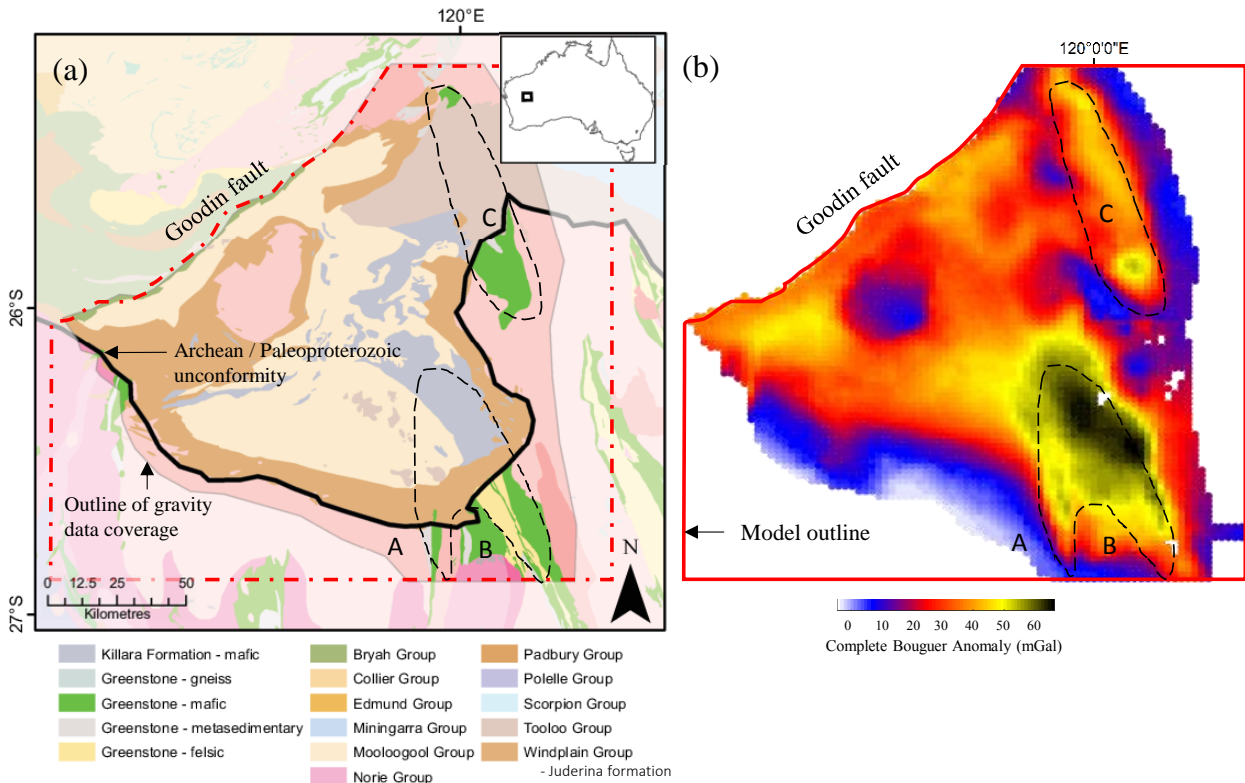 120°E
(a)
Goodin fault
C
26°S
Archean / Paleoproterozoic
unconformity
Outline of gravity
data coverage
A
B
N
0 12.5 25 50
Kilometres
27°S
Killara Formation - mafic
Greenstone - gneiss
Greenstone - mafic
Greenstone - metasedimentary
Greenstone - felsic
Bryah Group
Collier Group
Edmund Group
Miningarra Group
Mooloogool Group
Norie Group
Padbury Group
Polelle Group
Scorpion Group
Tooloo Group
Windplain Group
- Juderina formation
120°0'0"E
(b)
Goodin fault
C
Model outline
A
B
0 10 20 30 40 50 60
Complete Bouguer Anomaly (mGal)